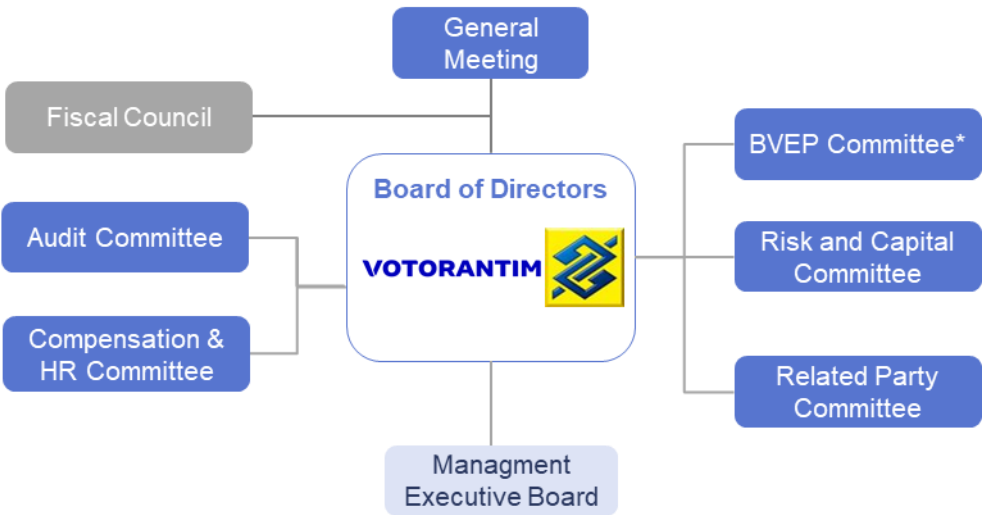 General
Meeting
Fiscal Council
BVEP Committee*
Board of Directors
Audit Committee
VOTORANTIM
Risk and Capital
Committee
Compensation &
HR Committee
Related Party
Committee
Managment
Executive Board